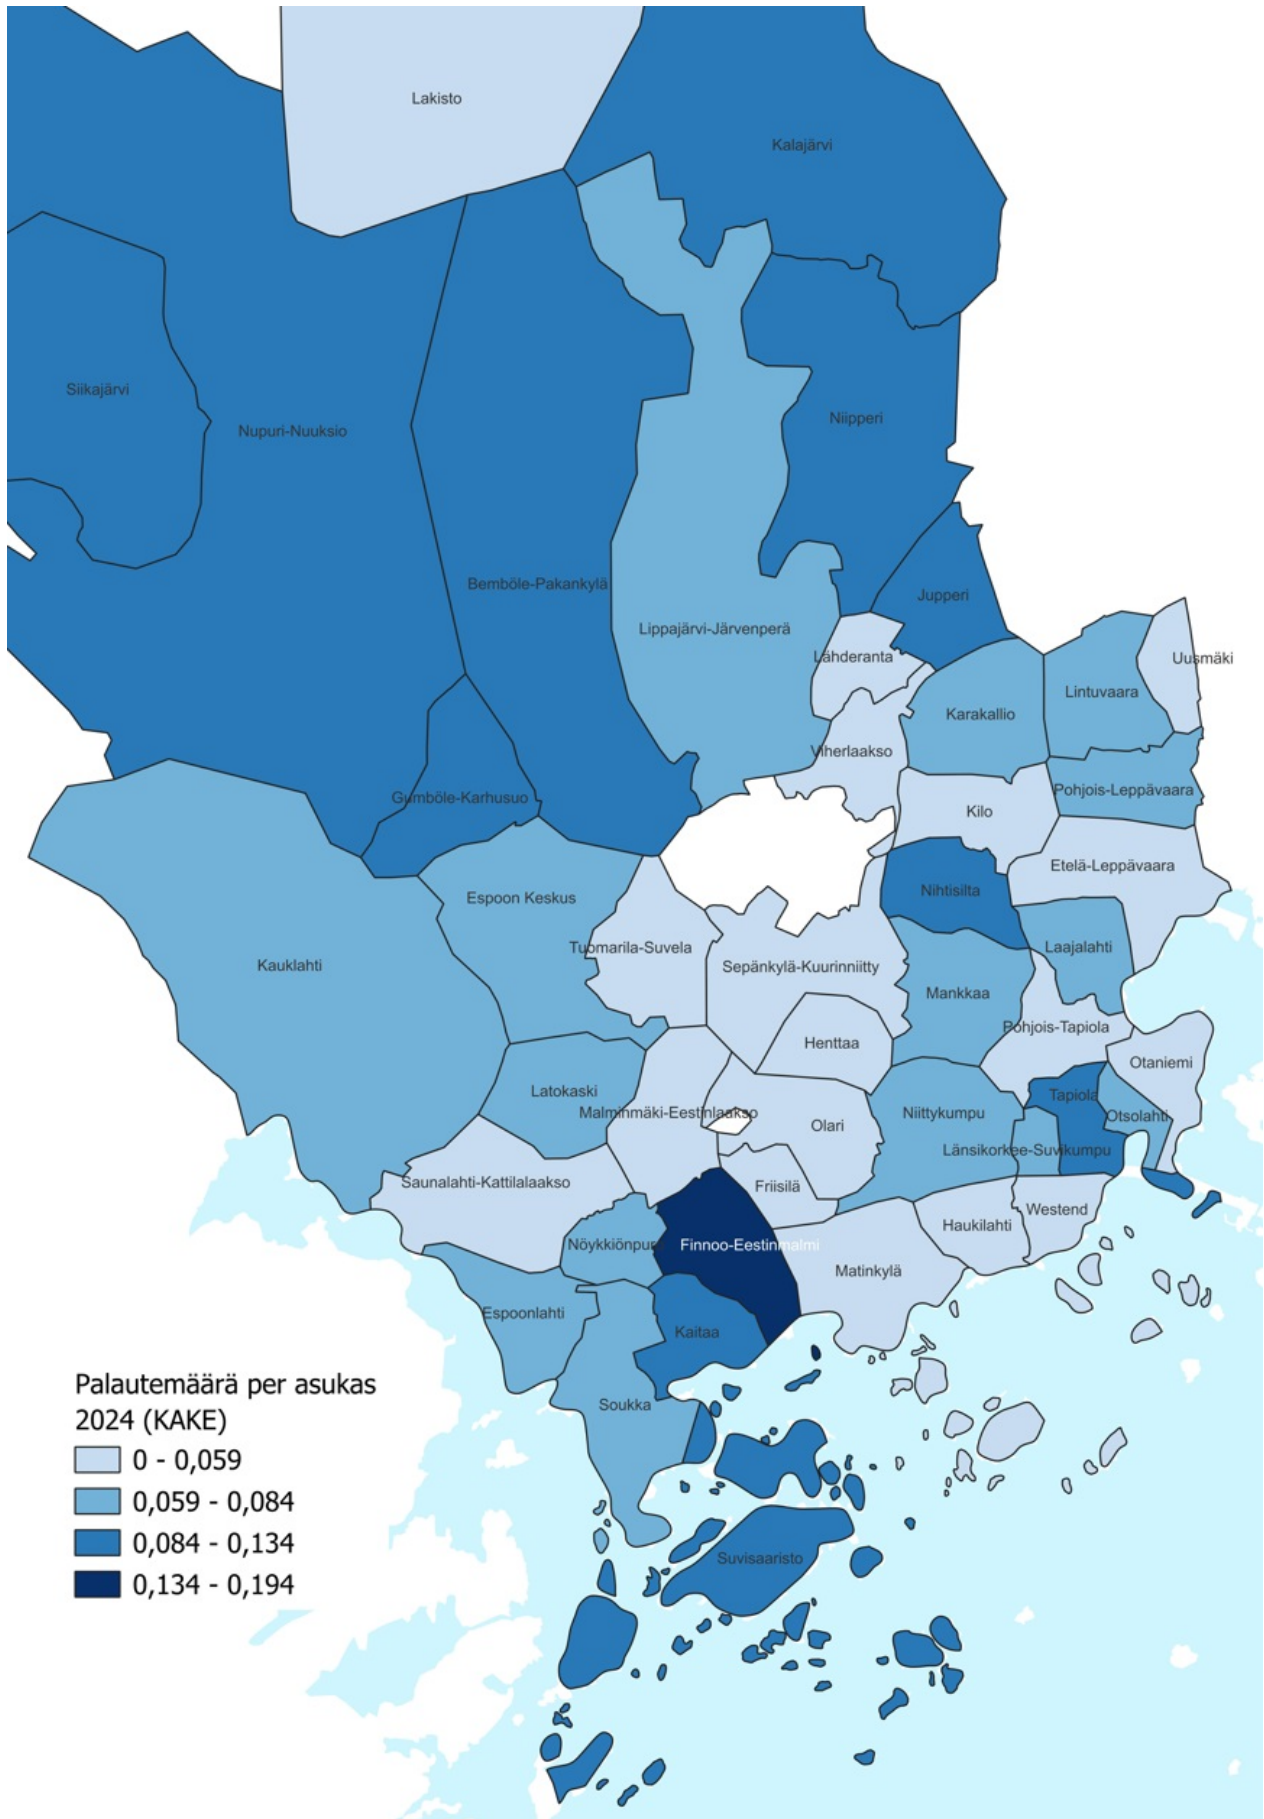 Lakisto
Kalajärvi
Siikajärvi
Nupuri-Nuuksio
Niipperi
Bemböle-Pakankylä
Jupperi
Lippajärvi-Järvenperä
Lähderanta
Uusmäki
Lintuvaara
Karakallio
Viherlaakso
Gumböle-Karhusuo
Pohjois-Leppävaara
Kilo
Etelä-Leppävaara
Espoon Keskus
Nihtisilta
Tuomarila-Suvela
Laajalahti
Kauklahti
Sepänkylä-Kuurinniitty
Mankkaa
Pohjois-Tapiola
Henttaa
Otaniemi
Latokaski
Tapiola
Malminmäki-Eestinlaakso
Niittykumpu
Otsolahti
Olari
Länsikorkee-Suvikumpu
Saunalahti-Kattilalaakso
Friisilä
Westend
Haukilahti
Nöykkiönpuro
Finnoo-Eestinmalmi
Matinkylä
Espoonlahti
Kaitaa
Soukka
Suvisaaristo
Palautemäärä per asukas
2024 (KAKE)
0 - 0,059
0,059 - 0,084
0,084 - 0,134
0,134 - 0,194